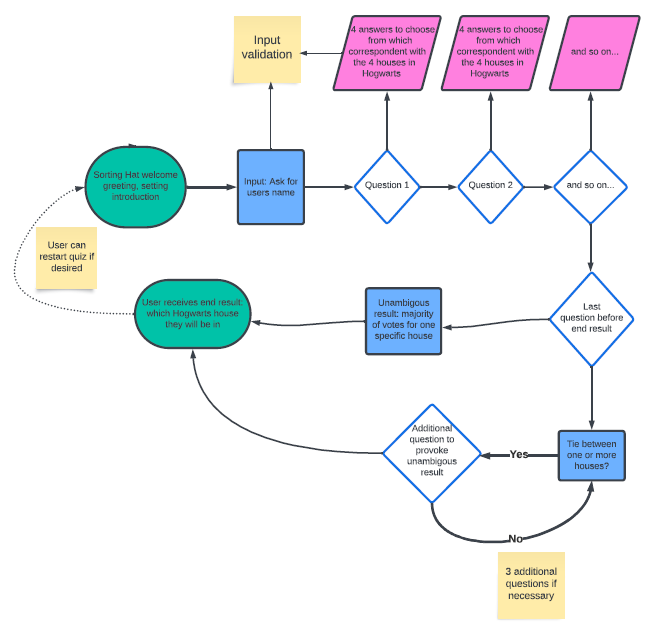 Input
validation
4 answers to choose
from which
correspondent with
the 4 houses in
Hogwarts
4 answers to choose
from which
correspondent with
the 4 houses in
Hogwarts
and so on...
Sorting Hat welcome
greeting, setting
introduction
Input: Ask for
users name
Question 1
Question 2
and so on...
User can
restart quiz if
desired
User receives end result:
which Hogwarts house
they will be in
Unambigous
result: majority
of votes for one
specific house
Last
question before
end result
Additional
question to
provoke
unambigous
result
Yes
Tie between
one or more
houses?
No
3 additional
questions if
necessary